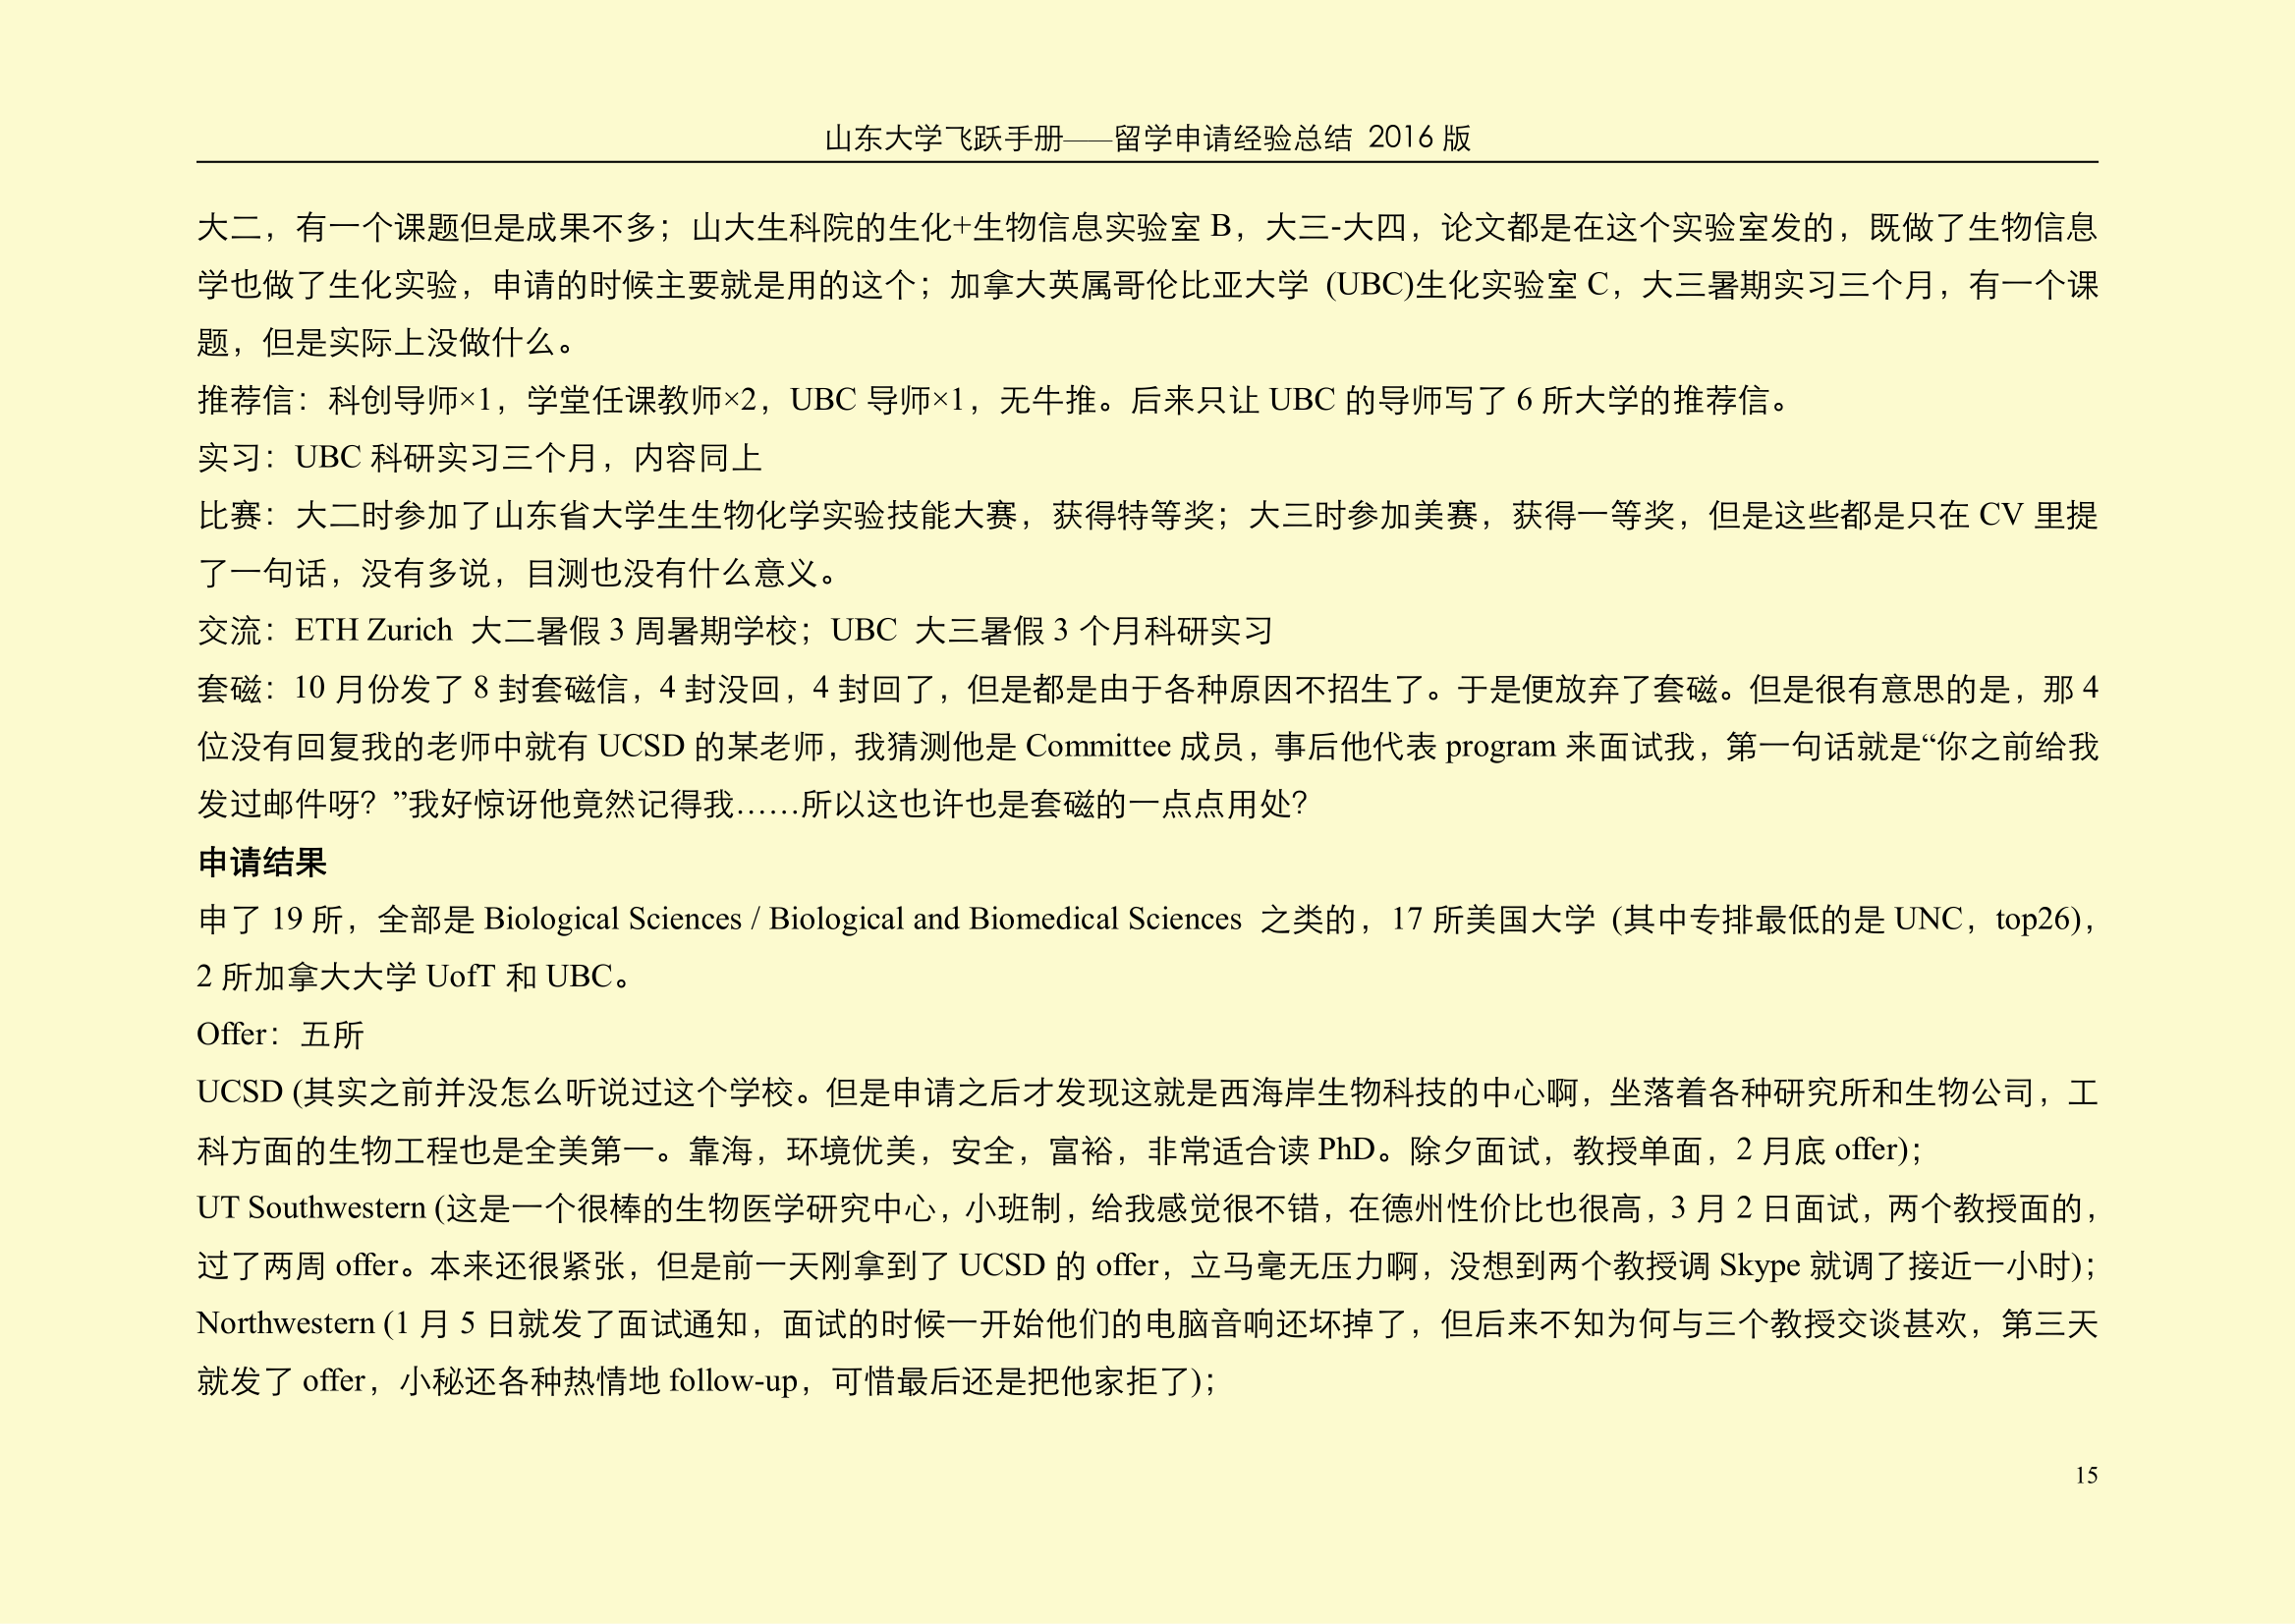 山东大学飞跃手册——留学申请经验总结 2016 版
大二，有一个课题但是成果不多；山大生科院的生化+生物信息实验室 B，大三-大四，论文都是在这个实验室发的，既做了生物信息
学也做了生化实验，申请的时候主要就是用的这个；加拿大英属哥伦比亚大学 (UBC)生化实验室 C，大三暑期实习三个月，有一个课
题，但是实际上没做什么。
推荐信：科创导师×1，学堂任课教师×2，UBC 导师×1，无牛推。后来只让 UBC 的导师写了 6 所大学的推荐信。
实习：UBC 科研实习三个月，内容同上
比赛：大二时参加了山东省大学生生物化学实验技能大赛，获得特等奖；大三时参加美赛，获得一等奖，但是这些都是只在 CV 里提
了一句话，没有多说，目测也没有什么意义。
交流：ETH Zurich 大二暑假 3 周暑期学校；UBC 大三暑假 3 个月科研实习
套磁：10 月份发了 8 封套磁信，4 封没回，4 封回了，但是都是由于各种原因不招生了。于是便放弃了套磁。但是很有意思的是，那 4
位没有回复我的老师中就有 UCSD 的某老师，我猜测他是 Committee 成员，事后他代表 program 来面试我，第一句话就是“你之前给我
发过邮件呀？”我好惊讶他竟然记得我……所以这也许也是套磁的一点点用处？
申请结果
申了 19 所，全部是 Biological Sciences / Biological and Biomedical Sciences 之类的，17 所美国大学 (其中专排最低的是 UNC，top26)，
2 所加拿大大学 UofT 和 UBC。
Offer：五所
UCSD (其实之前并没怎么听说过这个学校。但是申请之后才发现这就是西海岸生物科技的中心啊，坐落着各种研究所和生物公司，工
科方面的生物工程也是全美第一。靠海，环境优美，安全，富裕，非常适合读 PhD。除夕面试，教授单面，2 月底 offer)；
UT Southwestern (这是一个很棒的生物医学研究中心，小班制，给我感觉很不错，在德州性价比也很高，3 月 2 日面试，两个教授面的，
过了两周 offer。本来还很紧张，但是前一天刚拿到了 UCSD 的 offer，立马毫无压力啊，没想到两个教授调 Skype 就调了接近一小时)；
Northwestern (1 月 5 日就发了面试通知，面试的时候一开始他们的电脑音响还坏掉了，但后来不知为何与三个教授交谈甚欢，第三天
就发了 offer，小秘还各种热情地 follow-up，可惜最后还是把他家拒了)；
15